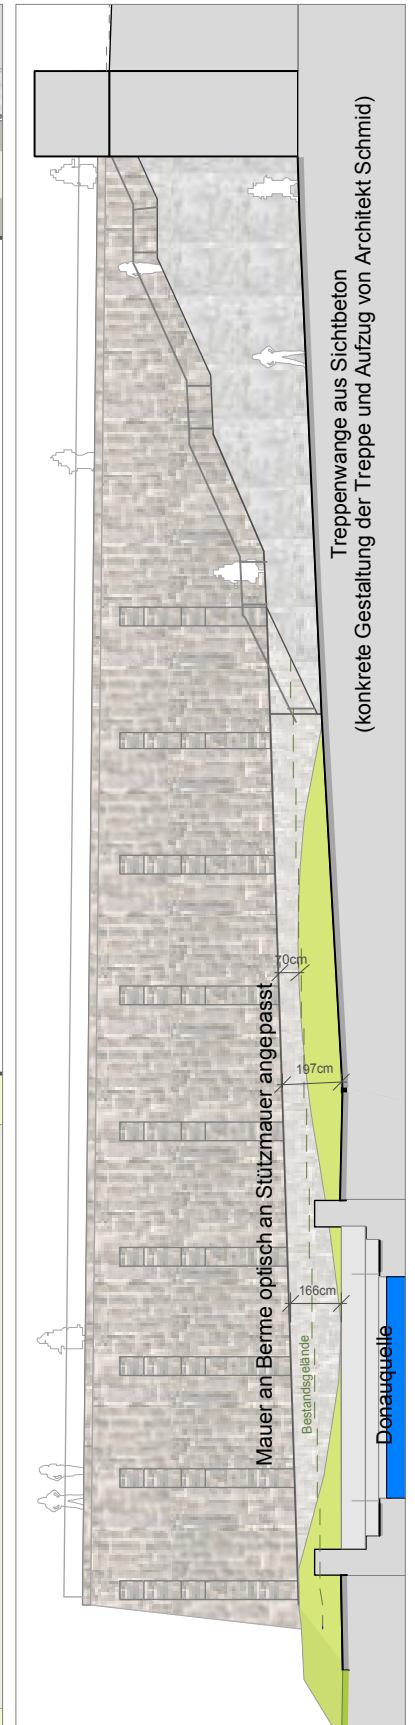 Treppenwange aus Sichtbeton
(konkrete Gestaltung der Treppe und Aufzug von Architekt Schmid)
70cm
197cm
Mauer an Berme optisch an Stützmauer angepasst
166cm
Bestandsgelände
Donauquelle